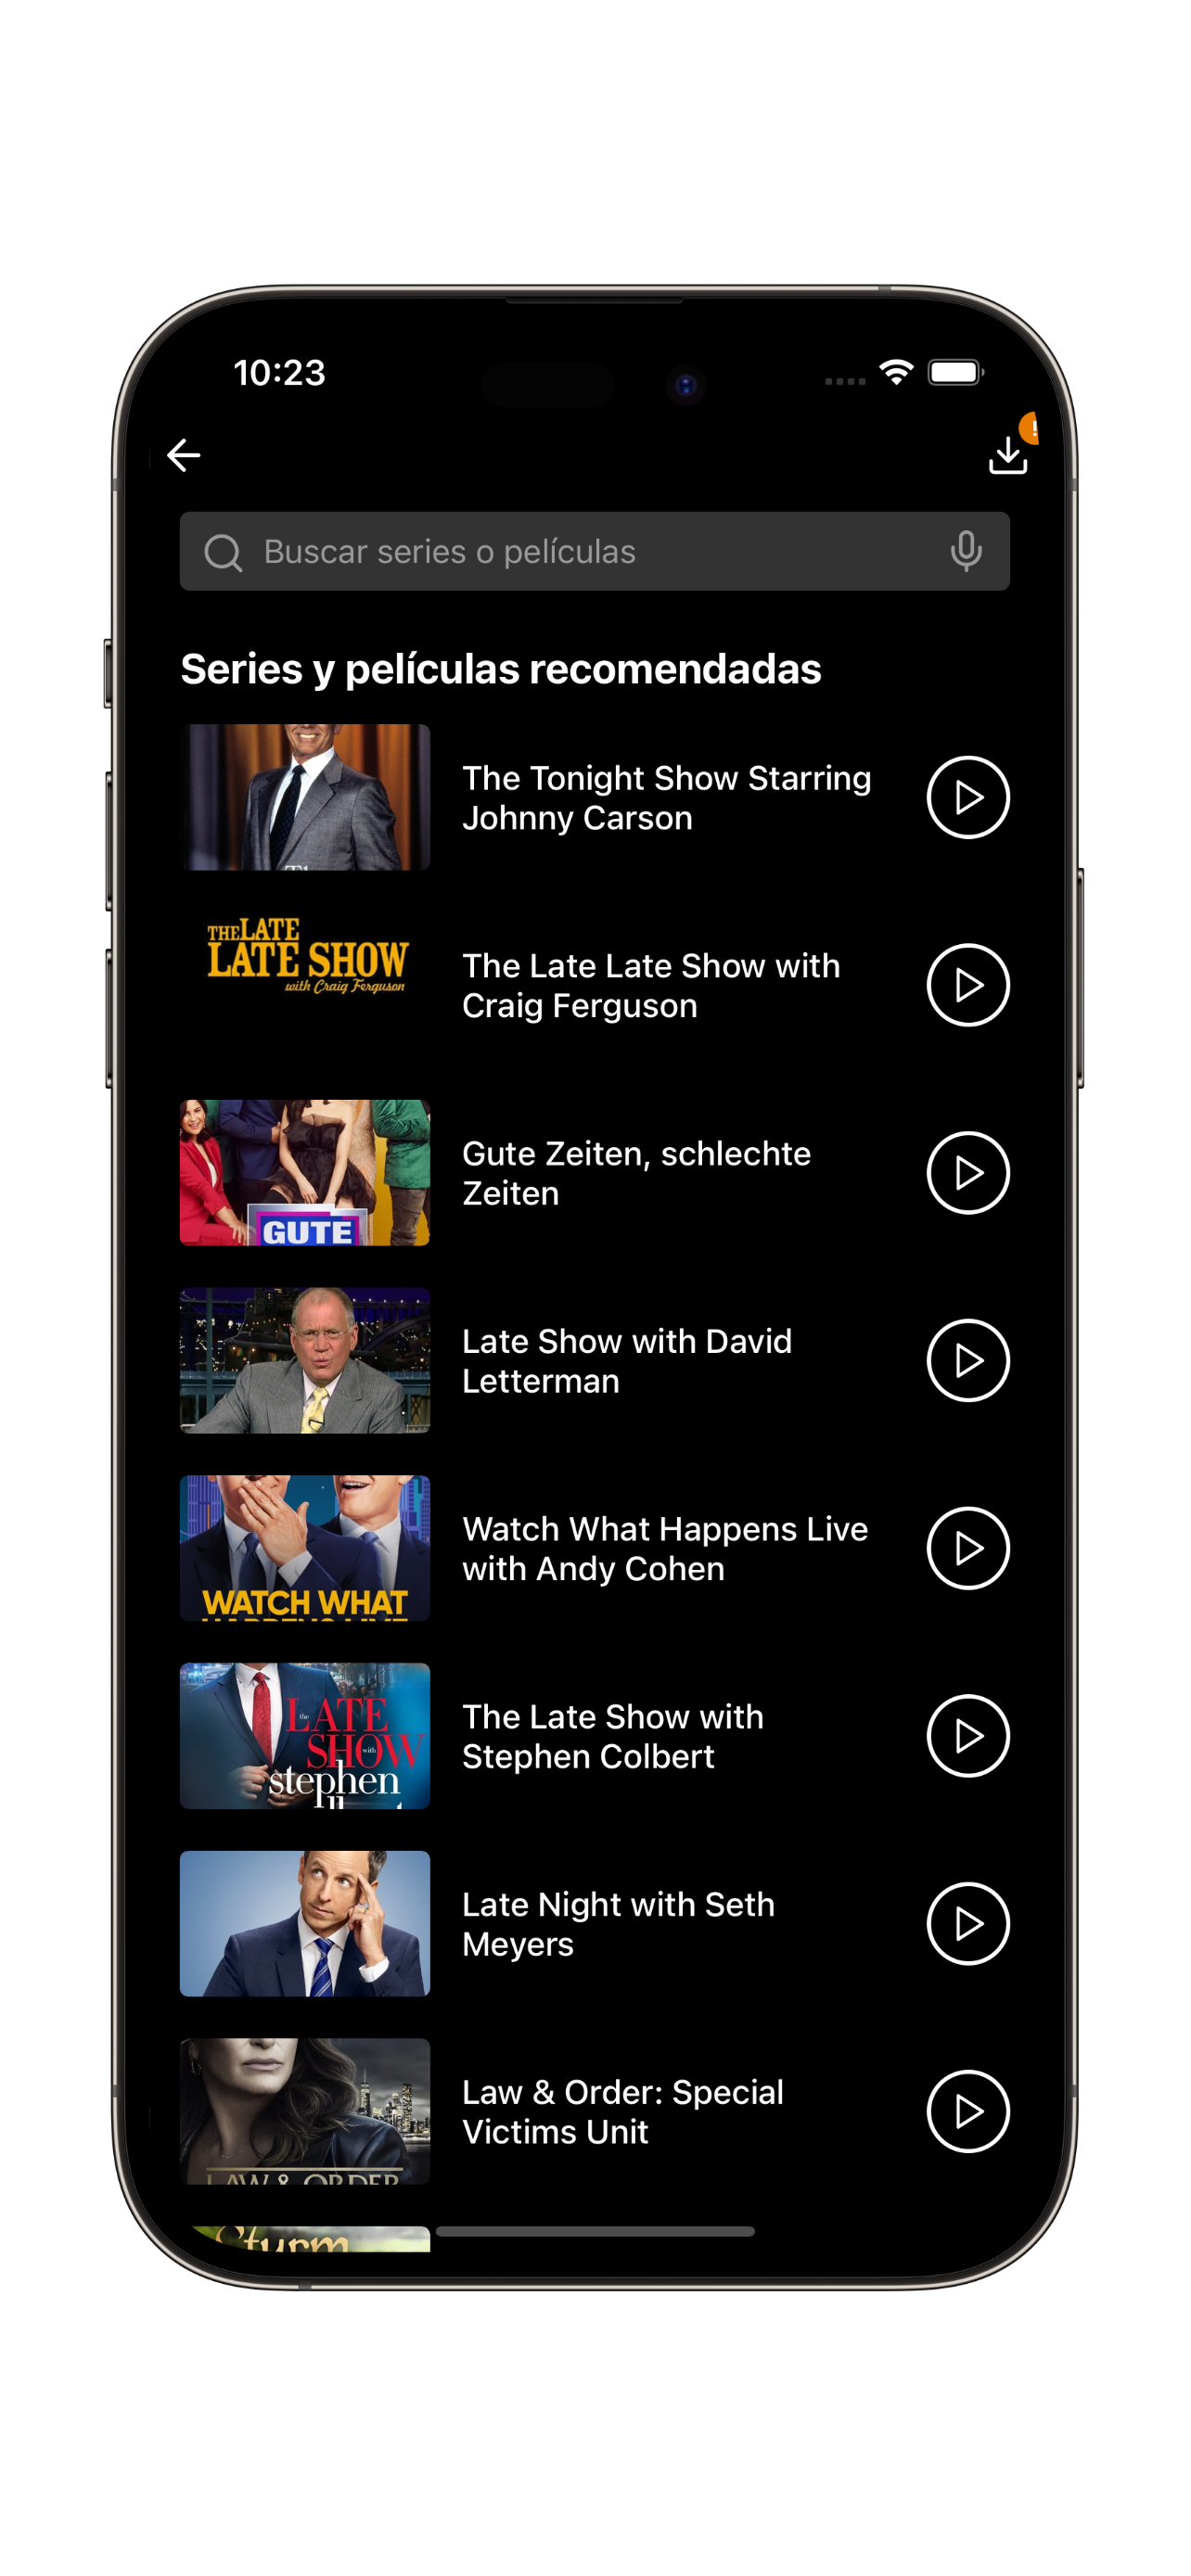 10:23
!
Buscar series o películas
Series y películas recomendadas
The Tonight Show Starring
Johnny Carson
THE LATE
LATE SHOW
with Craig Ferguson
The Late Late Show with
Craig Ferguson
GUTE
Gute Zeiten, schlechte
Zeiten
Late Show with David
Letterman
WATCH WHAT
HAPPENS LIVE
Watch What Happens Live
with Andy Cohen
the LATE
SHOW with
stephen
The Late Show with
Stephen Colbert
Late Night with Seth
Meyers
LAW & ORDER
Law & Order: Special
Victims Unit
Sturm